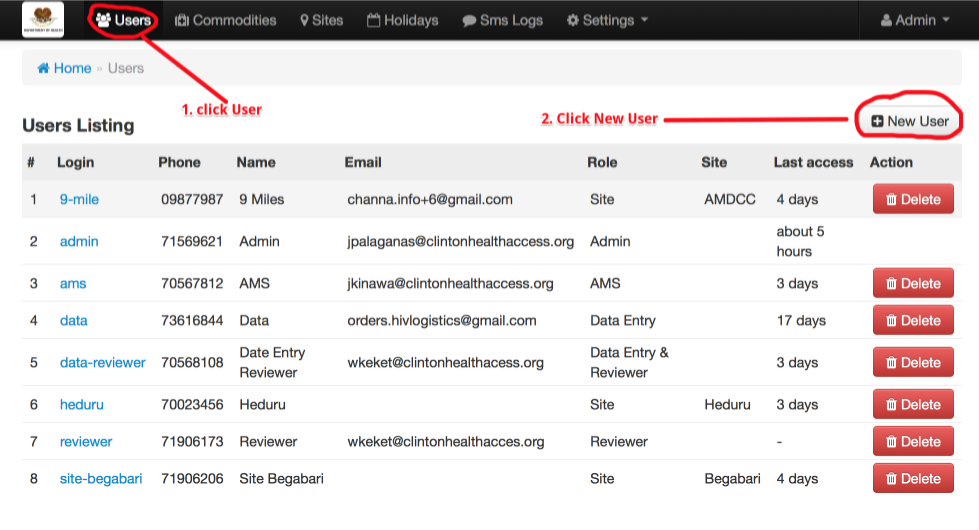 DEPARTMENT OF HEALTH
Users Commodities Sites Holidays Sms Logs Settings Admin
Home » Users
1. click User
2. Click New User
Users Listing
New User
# Login Phone Name Email Role Site Last access Action
1 9-mile 09877987 9 Miles channa.info+6@gmail.com Site AMDCC 4 days Delete
2 admin 71569621 Admin jpalaganas@clintonhealthaccess.org Admin about 5
hours
3 ams 70567812 AMS jkinawa@clintonhealthaccess.org AMS 3 days Delete
4 data 73616844 Data orders.hivlogistics@gmail.com Data Entry 17 days Delete
5 data-reviewer 70568108 Date Entry
Reviewer wkeket@clintonhealthacess.org Data Entry &
Reviewer 3 days Delete
6 heduru 70023456 Heduru Site Heduru 3 days Delete
7 reviewer 71906173 Reviewer wkeket@clintonhealthacces.org Reviewer - Delete
8 site-begabari 71906206 Site Begabari Site Begabari 4 days Delete